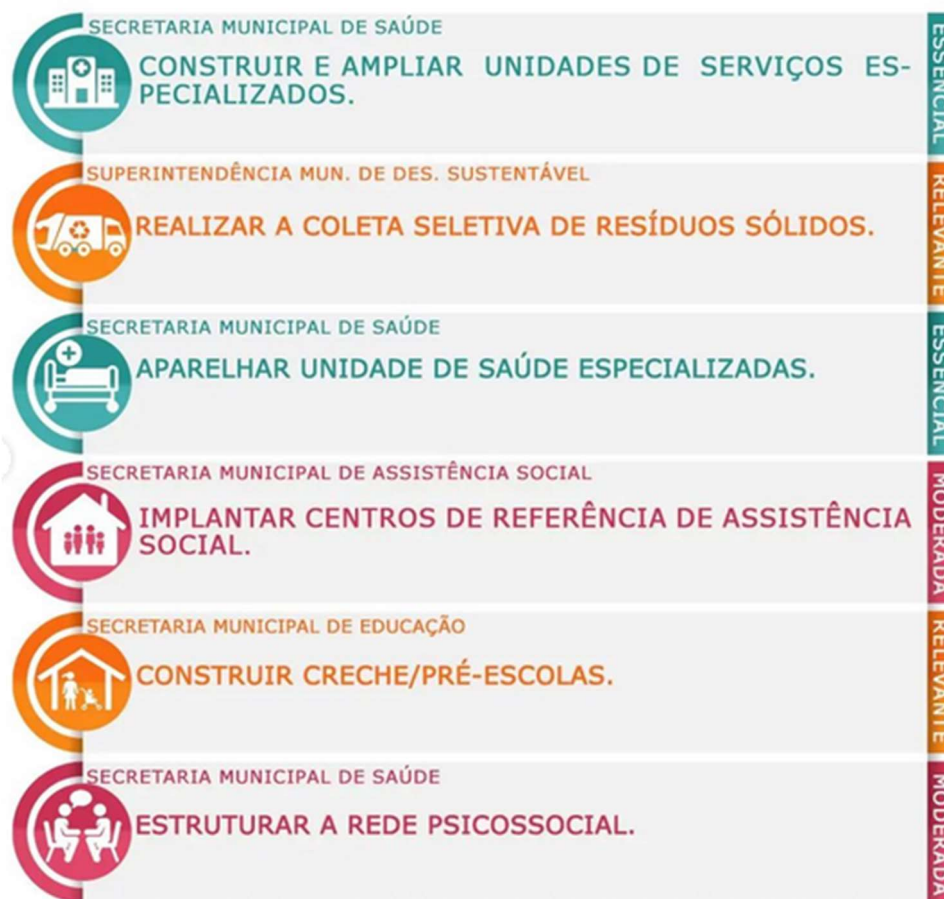 SECRETARIA MUNICIPAL DE SAÚDE
CONSTRUIR E AMPLIAR UNIDADES DE SERVIÇOS ES-
PECIALIZADOS.
ESSENCIAL
SUPERINTENDÊNCIA MUN. DE DES. SUSTENTÁVEL
REALIZAR A COLETA SELETIVA DE RESÍDUOS SÓLIDOS.
RELEVANTE
SECRETARIA MUNICIPAL DE SAÚDE
APARELHAR UNIDADE DE SAÚDE ESPECIALIZADAS.
ESSENCIAL
SECRETARIA MUNICIPAL DE ASSISTÊNCIA SOCIAL
IMPLANTAR CENTROS DE REFERÊNCIA DE ASSISTÊNCIA
SOCIAL.
MODERADA
SECRETARIA MUNICIPAL DE EDUCAÇÃO
CONSTRUIR CRECHE/PRÉ-ESCOLAS.
RELEVANTE
SECRETARIA MUNICIPAL DE SAÚDE
ESTRUTURAR A REDE PSICOSSOCIAL.
MODERADA